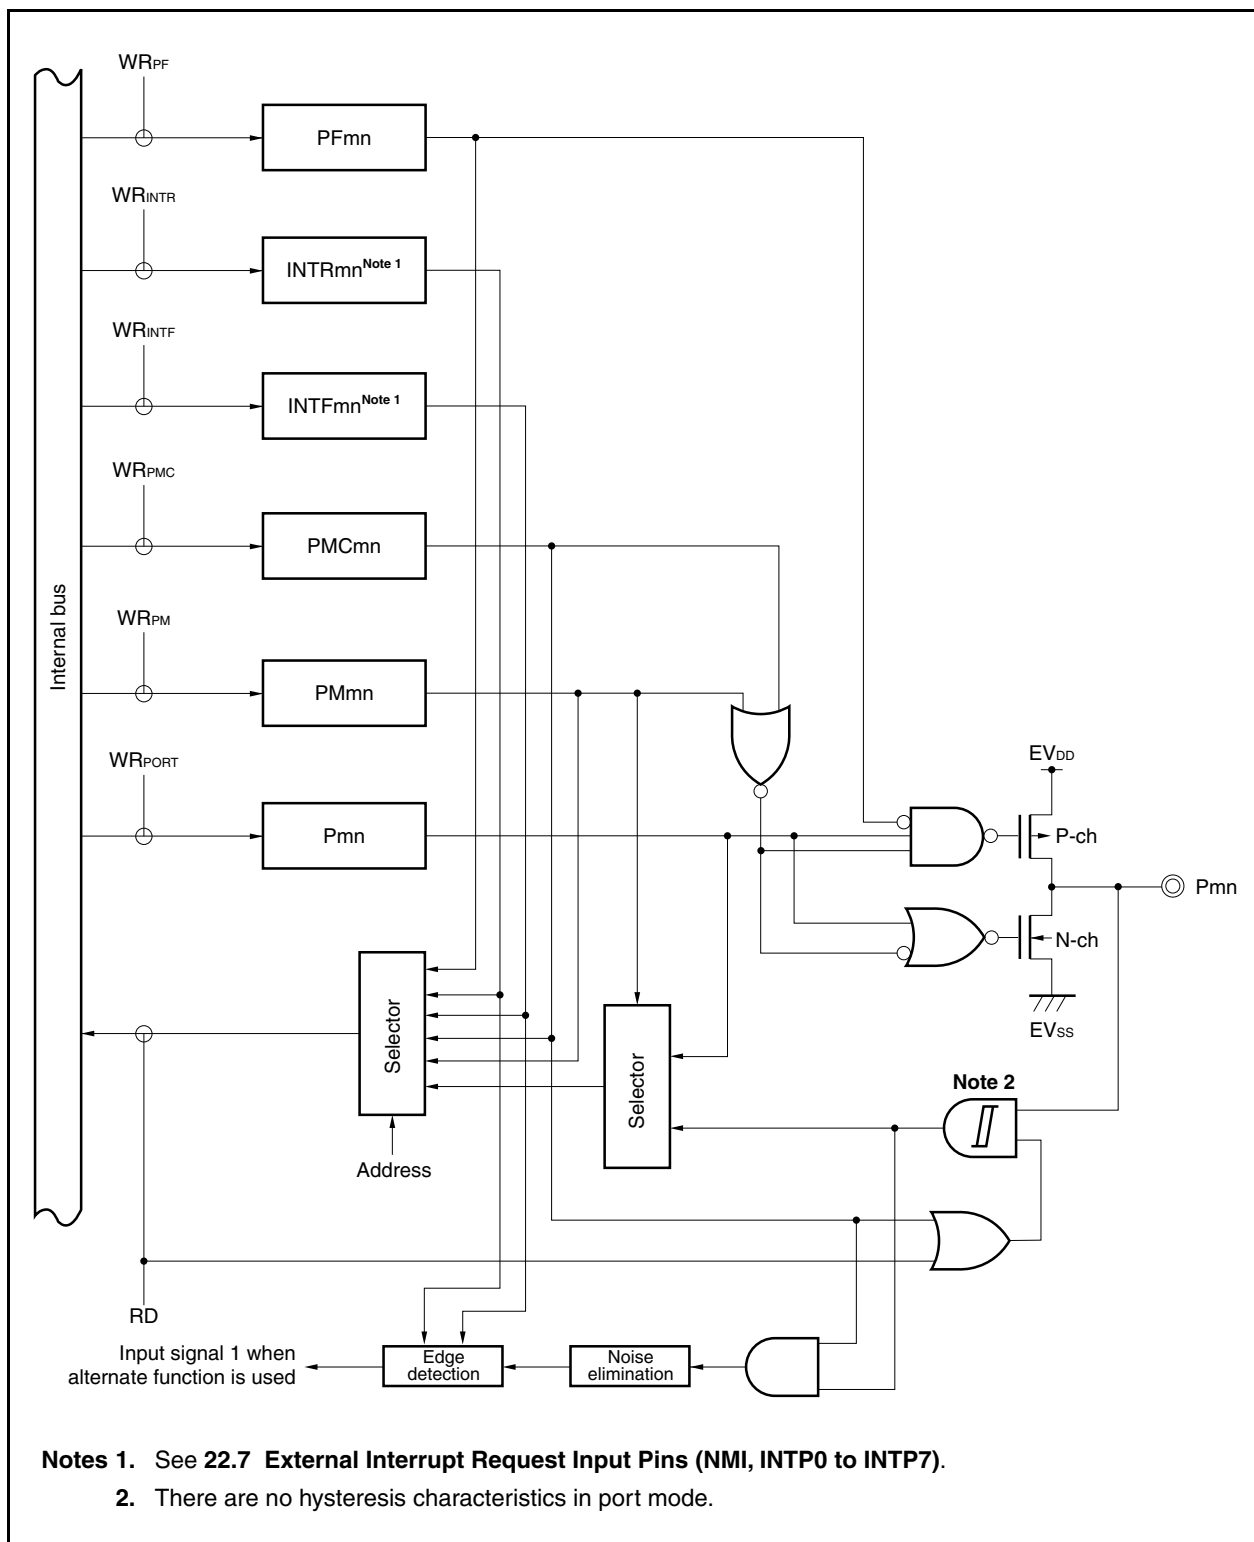 WRPF
PFmn
WRINTR
INTRmnNote 1
WRINTF
INTFmnNote 1
WRPMC
PMCmn
Internal bus
WRPM
PMmn
WRPORT
Pmn
EVDD
P-ch
Pmn
N-ch
EVSS
Selector
Selector
Note 2
Address
RD
Input signal 1 when
alternate function is used
Edge
detection
Noise
elimination
Notes 1. See 22.7 External Interrupt Request Input Pins (NMI, INTP0 to INTP7).
2. There are no hysteresis characteristics in port mode.